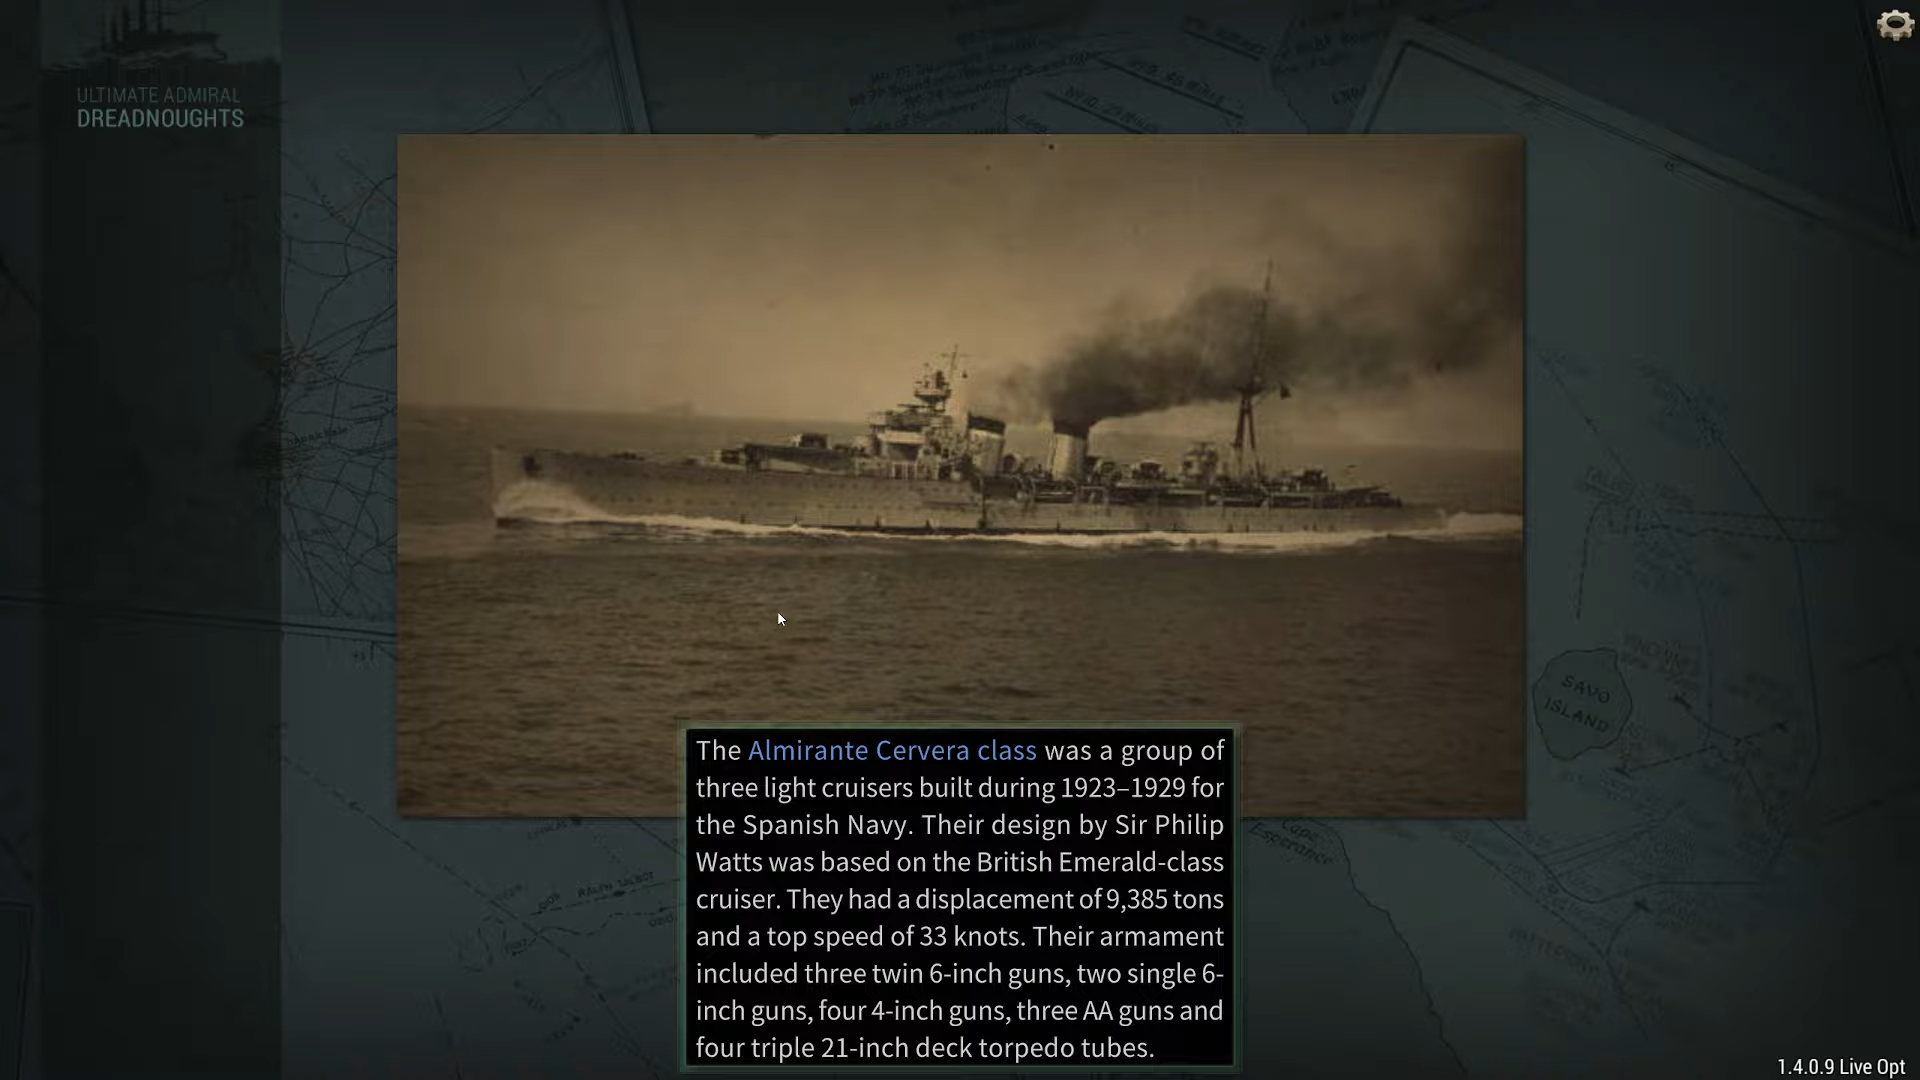 ULTIMATE ADMIRAL
DREADNOUGHTS
SAVO
ISLAND
Cape
Esperance
RALPH TALBOT
The Almirante Cervera class was a group of
three light cruisers built during 1923–1929 for
the Spanish Navy. Their design by Sir Philip
Watts was based on the British Emerald-class
cruiser. They had a displacement of 9,385 tons
and a top speed of 33 knots. Their armament
included three twin 6-inch guns, two single 6-
inch guns, four 4-inch guns, three AA guns and
four triple 21-inch deck torpedo tubes.
1.4.0.9 Live Opt